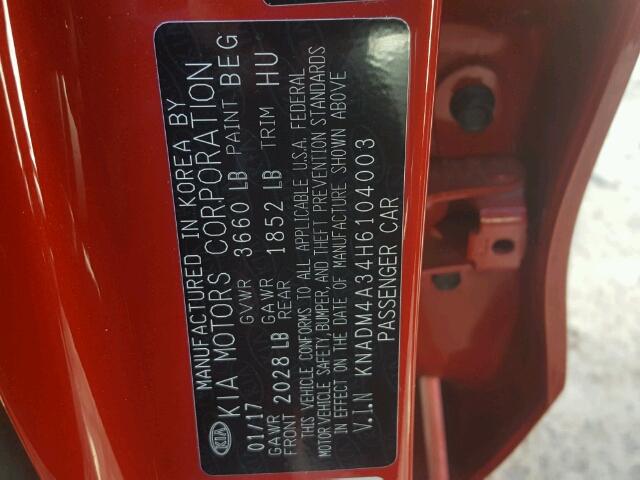 MANUFACTURED IN KOREA BY
KIA KIA MOTORS CORPORATION
01/17 GVWR 3660 LB PAINT BEG
GAWR FRONT 2028 LB GAWR REAR 1852 LB TRIM HU
THIS VEHICLE CONFORMS TO ALL APPLICABLE U.S.A. FEDERAL
MOTOR VEHICLE SAFETY, BUMPER, AND THEFT PREVENTION STANDARDS
IN EFFECT ON THE DATE OF MANUFACTURE SHOWN ABOVE
V.I.N KNADM4A34H6104003
PASSENGER CAR